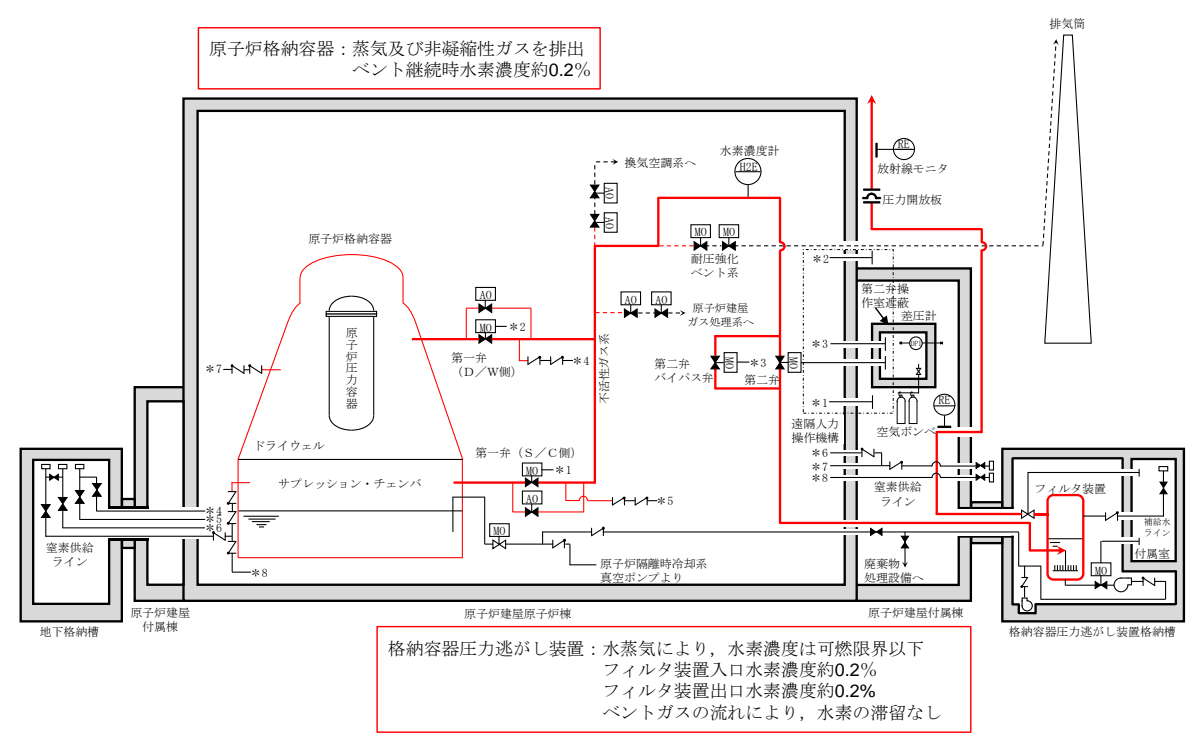 原子炉格納容器：蒸気及び非凝縮性ガスを排出
ベント継続時水素濃度約0.2％
排気筒
水素濃度計
H2E
RE
放射線モニタ
圧力開放板
換気空調系へ
AO
AO
原子炉格納容器
MO
MO
耐圧強化
ベント系
＊2
第二弁操
作室遮蔽
差圧計
DPI
AO
AO
原子炉建屋
ガス処理系へ
AO
MO
＊2
第一弁
（D／W側）
＊4
不活性ガス系
原子炉圧力容器
＊7
第二弁
バイパス弁
MO
＊3
第二弁
MO
＊3
＊1
遠隔人力
操作機構
空気ボンベ
RE
ドライウェル
サプレッション・チェンバ
第一弁（S／C側）
MO
＊1
AO
＊5
＊6
＊7
＊8
窒素供給
ライン
フィルタ装置
補給水
ライン
付属室
MO
窒素供給
ライン
＊4
＊5
＊6
＊8
MO
原子炉隔離時冷却系
真空ポンプより
廃棄物
処理設備へ
地下格納槽
原子炉建屋
付属棟
原子炉建屋原子炉棟
原子炉建屋付属棟
格納容器圧力逃がし装置格納槽
格納容器圧力逃がし装置：水蒸気により，水素濃度は可燃限界以下
フィルタ装置入口水素濃度約0.2％
フィルタ装置出口水素濃度約0.2%
ベントガスの流れにより，水素の滞留なし